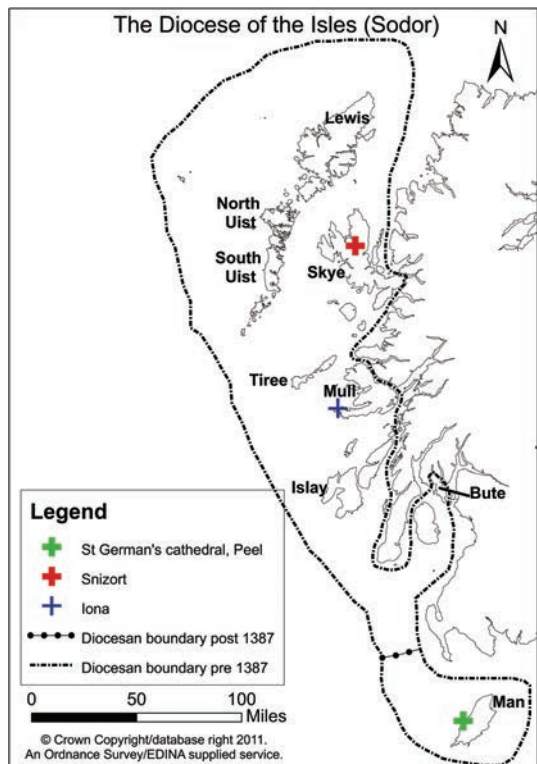 The Diocese of the Isles (Sodor)
N
Lewis
North
Uist
South
Uist
Skye
Tiree
Mull
Islay
Bute
Legend
St German's cathedral, Peel
Snizort
Iona
Diocesan boundary post 1387
Diocesan boundary pre 1387
0 50 100
Miles
Man
© Crown Copyright/database right 2011.
An Ordnance Survey/EDINA supplied service.